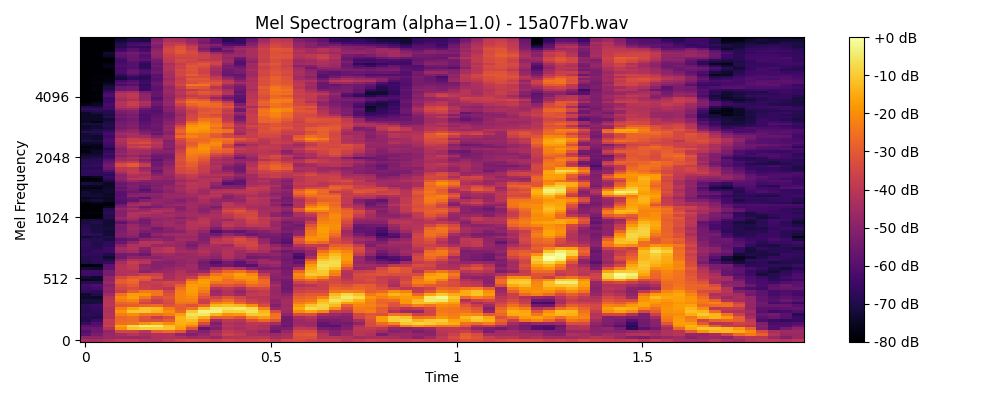 Mel Spectrogram (alpha=1.0) - 15a07Fb.wav
Mel Frequency
4096
2048
1024
512
0
0
0.5
1
1.5
Time
+0 dB
-10 dB
-20 dB
-30 dB
-40 dB
-50 dB
-60 dB
-70 dB
-80 dB